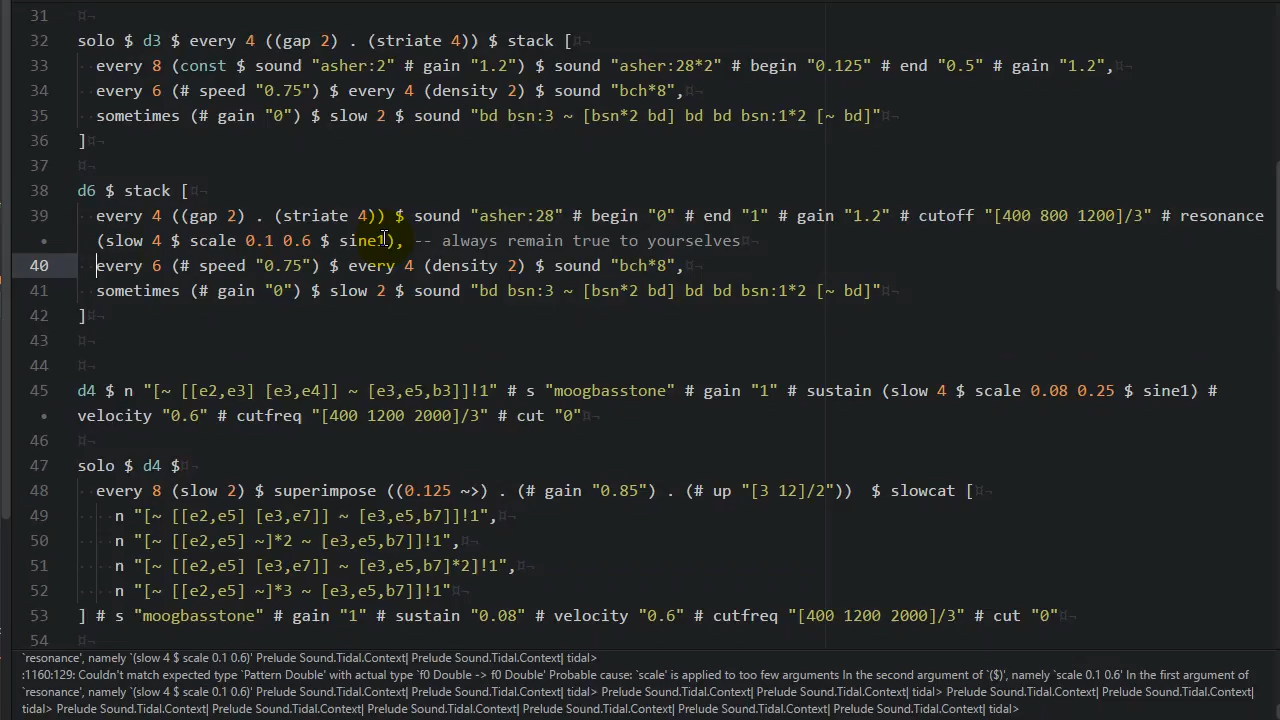 31
32 solo $ d3 $ every 4 ((gap 2) . (striate 4)) $ stack [¤¬
33 every 8 (const $ sound "asher:2" # gain "1.2") $ sound "asher:28*2" # begin "0.125" # end "0.5" # gain "1.2",¤¬
34 every 6 (# speed "0.75") $ every 4 (density 2) $ sound "bch*8",¤¬
35 sometimes (# gain "0") $ slow 2 $ sound "bd bsn:3 ~ [bsn*2 bd] bd bd bsn:1*2 [~ bd]"¤¬
36 ]¤¬
37 ¤¬
38 d6 $ stack [¤¬
39 every 4 ((gap 2) . (striate 4)) $ sound "asher:28" # begin "0" # end "1" # gain "1.2" # cutoff "[400 800 1200]/3" # resonance
• (slow 4 $ scale 0.1 0.6 $ sine1), -- always remain true to yourselves¤¬
40 every 6 (# speed "0.75") $ every 4 (density 2) $ sound "bch*8",¤¬
41 sometimes (# gain "0") $ slow 2 $ sound "bd bsn:3 ~ [bsn*2 bd] bd bd bsn:1*2 [~ bd]"¤¬
42 ]¤¬
43 ¤¬
44 ¤¬
45 d4 $ n "[~ [[e2,e3] [e3,e4]] ~ [e3,e5,b3]]!1" # s "moogbasstone" # gain "1" # sustain (slow 4 $ scale 0.08 0.25 $ sine1) #
• velocity "0.6" # cutfreq "[400 1200 2000]/3" # cut "0"¤¬
46 ¤¬
47 solo $ d4 $¤¬
48 every 8 (slow 2) $ superimpose ((0.125 ~>) . (# gain "0.85") . (# up "[3 12]/2"))  $ slowcat [¤¬
49 n "[~ [[e2,e5] [e3,e7]] ~ [e3,e5,b7]]!1",¤¬
50 n "[~ [[e2,e5] ~]*2 ~ [e3,e5,b7]]!1",¤¬
51 n "[~ [[e2,e5] [e3,e7]] ~ [e3,e5,b7]*2]!1",¤¬
52 n "[~ [[e2,e5] ~]*3 ~ [e3,e5,b7]]!1"¤¬
53 ] # s "moogbasstone" # gain "1" # sustain "0.08" # velocity "0.6" # cutfreq "[400 1200 2000]/3" # cut "0"¤¬
54 ¤¬
`resonance', namely `(slow 4 $ scale 0.1 0.6)' Prelude Sound.Tidal.Context| Prelude Sound.Tidal.Context| tidal>
:1160:129: Couldn't match expected type `Pattern Double' with actual type `f0 Double -> f0 Double' Probable cause: `scale' is applied to too few arguments In the second argument of `($)', namely `scale 0.1 0.6' In the first argument of
`resonance', namely `(slow 4 $ scale 0.1 0.6)' Prelude Sound.Tidal.Context| Prelude Sound.Tidal.Context| tidal> Prelude Sound.Tidal.Context| Prelude Sound.Tidal.Context| tidal> Prelude Sound.Tidal.Context| Prelude Sound.Tidal.Context|
tidal> Prelude Sound.Tidal.Context| Prelude Sound.Tidal.Context| Prelude Sound.Tidal.Context| Prelude Sound.Tidal.Context| Prelude Sound.Tidal.Context| tidal>